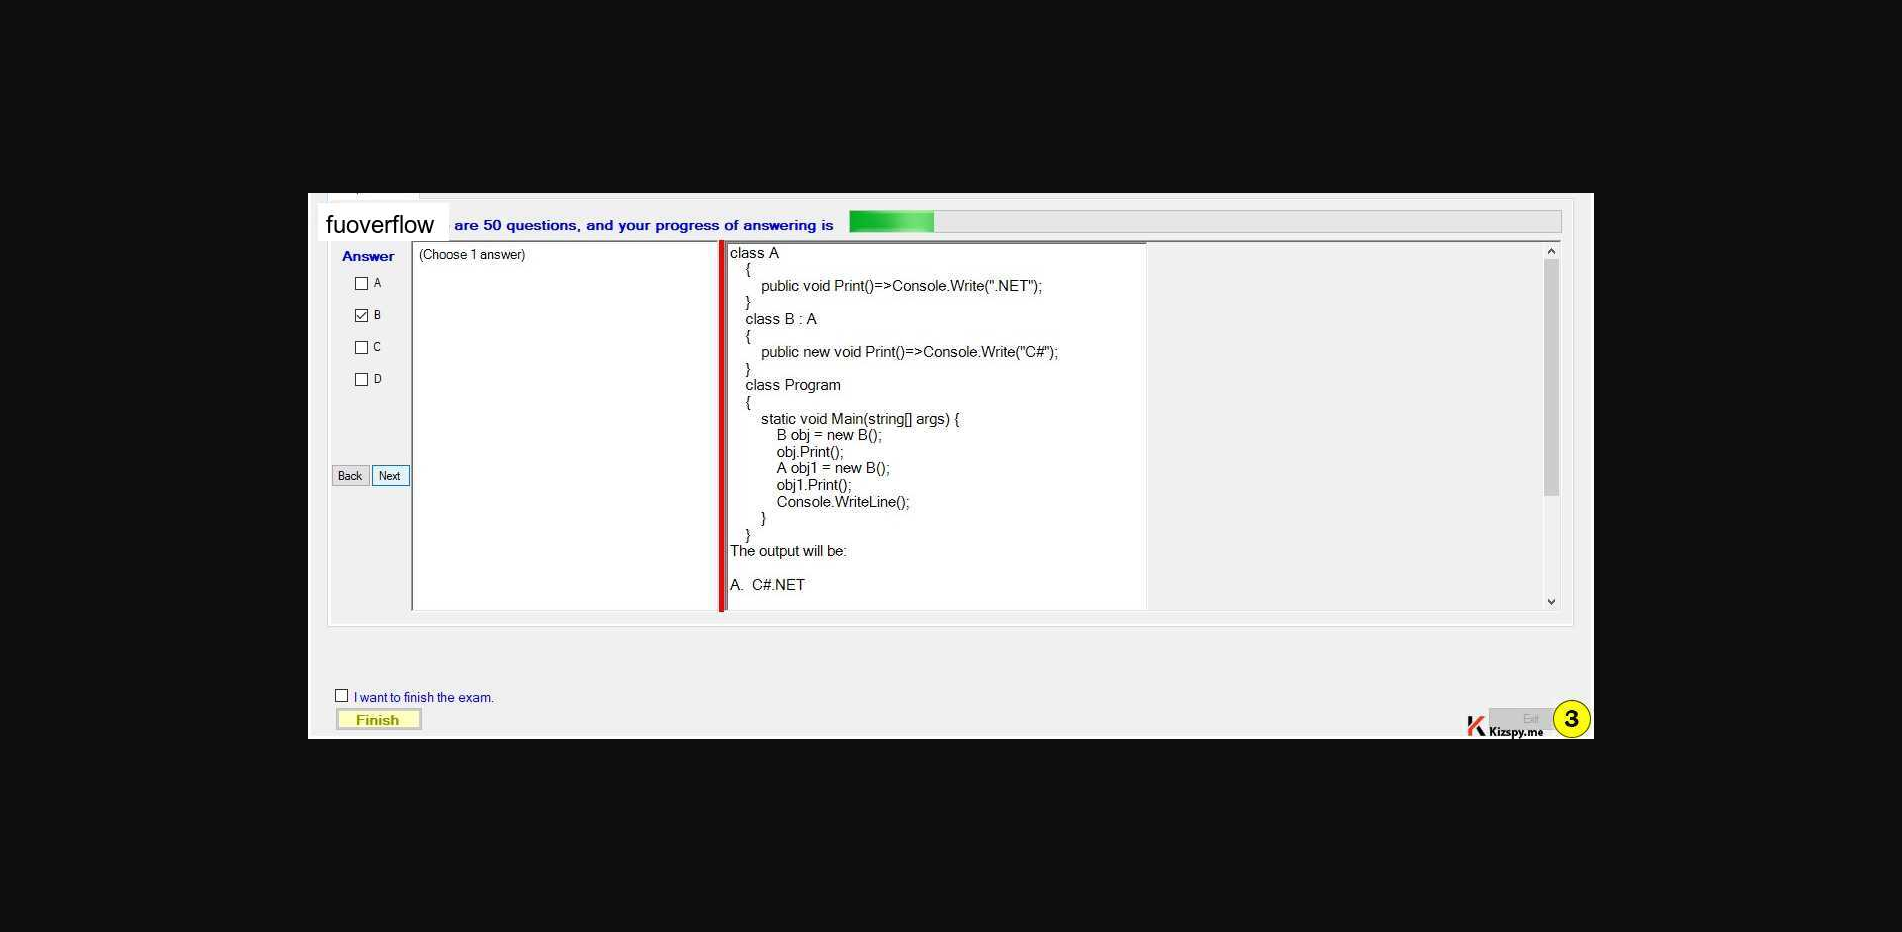 fuoverflow are 50 questions, and your progress of answering is
Answer
A
B
C
D
Back Next
(Choose 1 answer)
class A
{
public void Print()=>Console.Write(".NET");
}
class B : A
{
public new void Print()=>Console.Write("C#");
}
class Program
{
static void Main(string[] args) {
B obj = new B();
obj.Print();
A obj1 = new B();
obj1.Print();
Console.WriteLine();
}
}
The output will be:
A. C#.NET
I want to finish the exam.
Finish
Exit
Kizspy.me
3